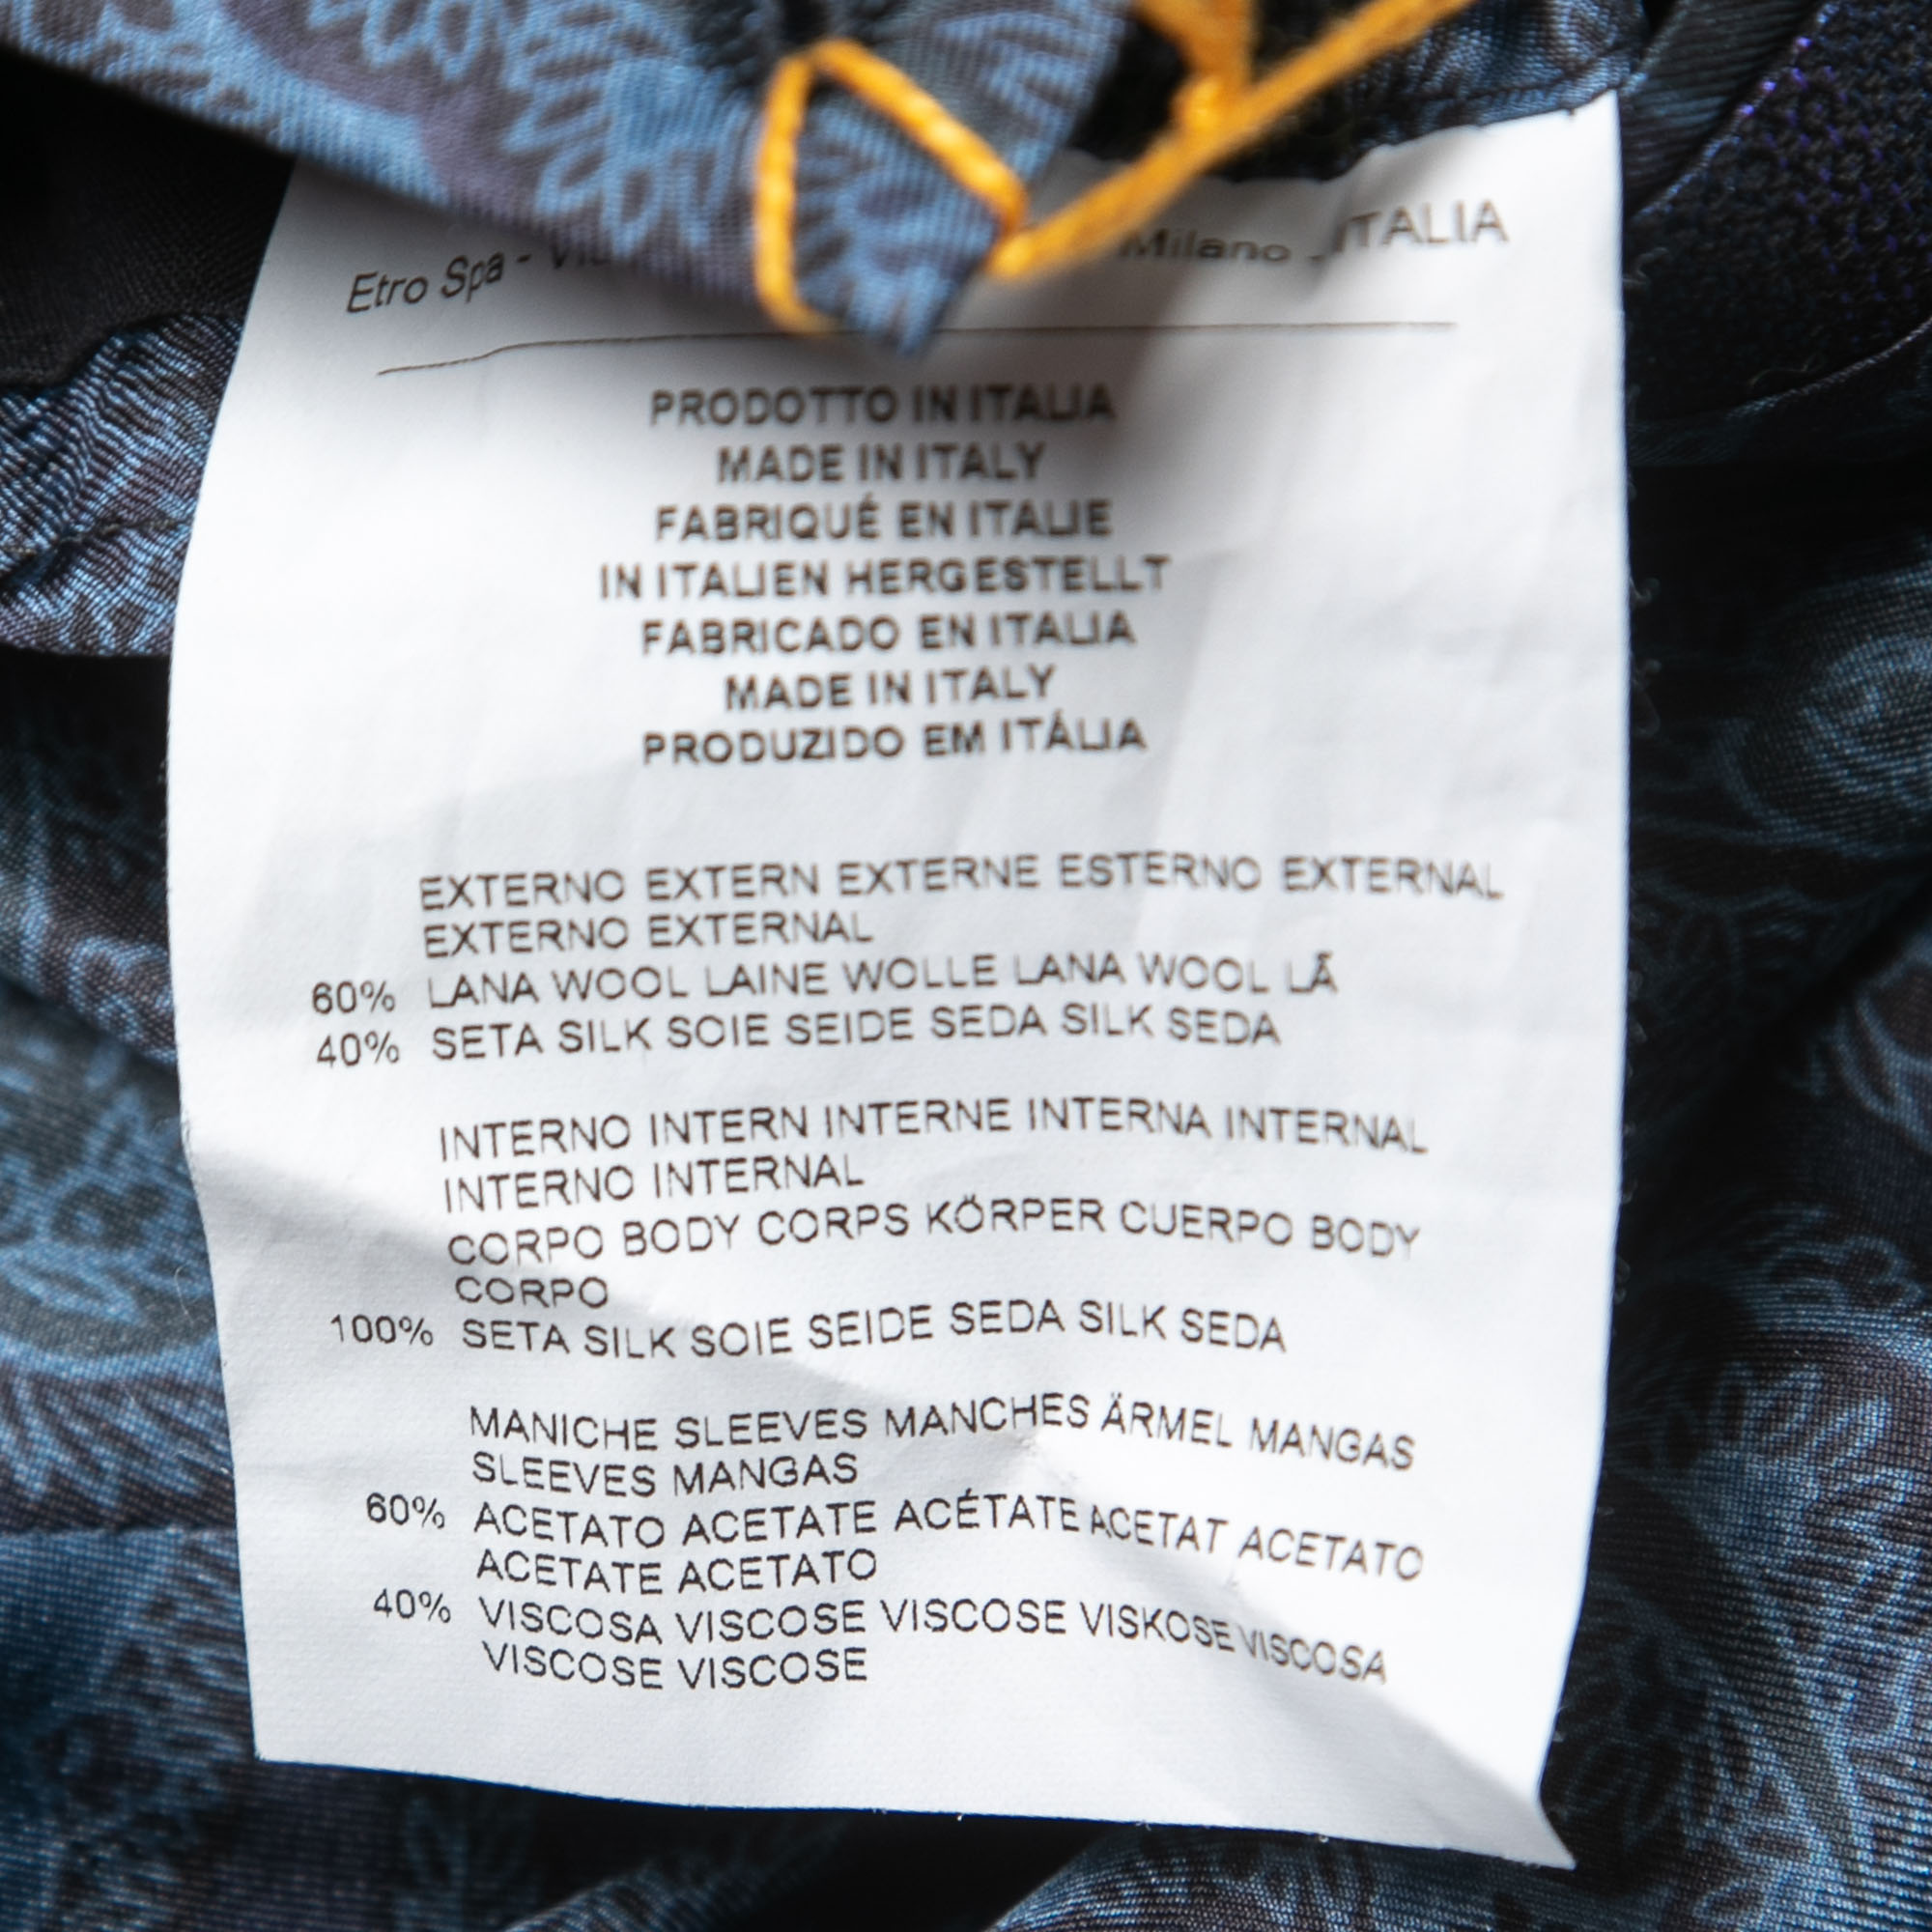 Etro Spa - Milano - ITALIA
PRODOTTO IN ITALIA
MADE IN ITALY
FABRIQUÉ EN ITALIE
IN ITALIEN HERGESTELLT
FABRICADO EN ITALIA
MADE IN ITALY
PRODUZIDO EM ITÁLIA
EXTERNO EXTERN EXTERNE ESTERNO EXTERNAL
EXTERNO EXTERNAL
60% LANA WOOL LAINE WOLLE LANA WOOL LÃ
40% SETA SILK SOIE SEIDE SEDA SILK SEDA
INTERNO INTERN INTERNE INTERNA INTERNAL
INTERNO INTERNAL
CORPO BODY CORPS KÖRPER CUERPO BODY
CORPO
100% SETA SILK SOIE SEIDE SEDA SILK SEDA
MANICHE SLEEVES MANCHES ÄRMEL MANGAS
SLEEVES MANGAS
60% ACETATO ACETATE ACÉTATE ACETAT ACETATO
ACETATE ACETATO
40% VISCOSA VISCOSE VISCOSE VISKOSE VISCOSA
VISCOSE VISCOSE